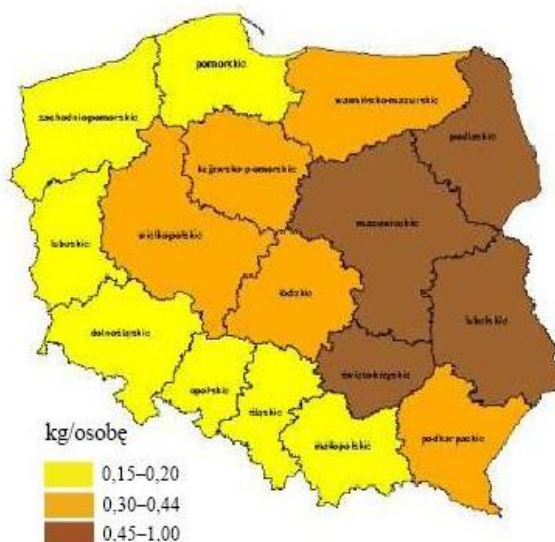 pomorskie
warmińsko-mazurskie
zachodniopomorskie
podlaskie
kujawsko-pomorskie
mazowieckie
lubuskie
wielkopolskie
łódzkie
lubelskie
dolnośląskie
świętokrzyskie
opolskie
śląskie
małopolskie
podkarpackie
kg/osobę
0,15–0,20
0,30–0,44
0,45–1,00